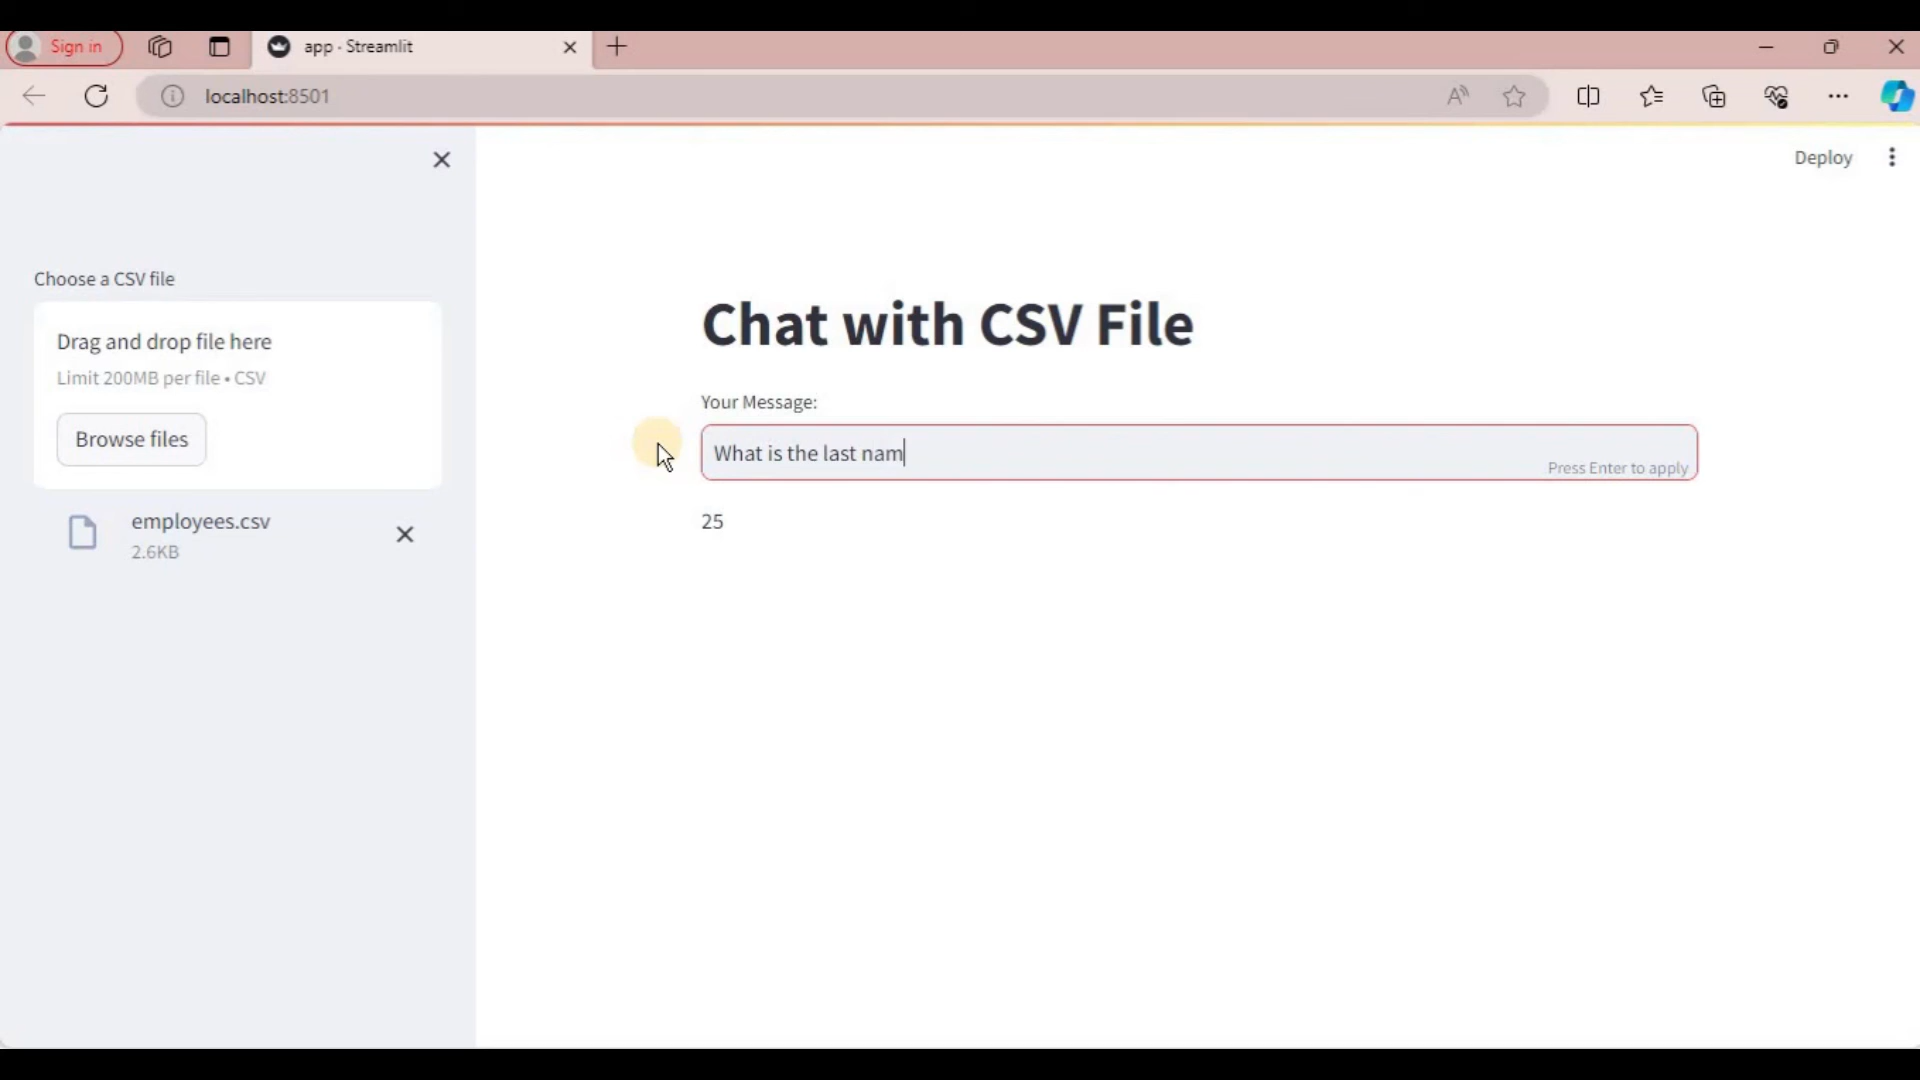 Sign in
app - Streamlit
localhost:8501
Deploy
Choose a CSV file
Drag and drop file here
Limit 200MB per file • CSV
Browse files
employees.csv
2.6KB
Chat with CSV File
Your Message:
What is the last nam
Press Enter to apply
25